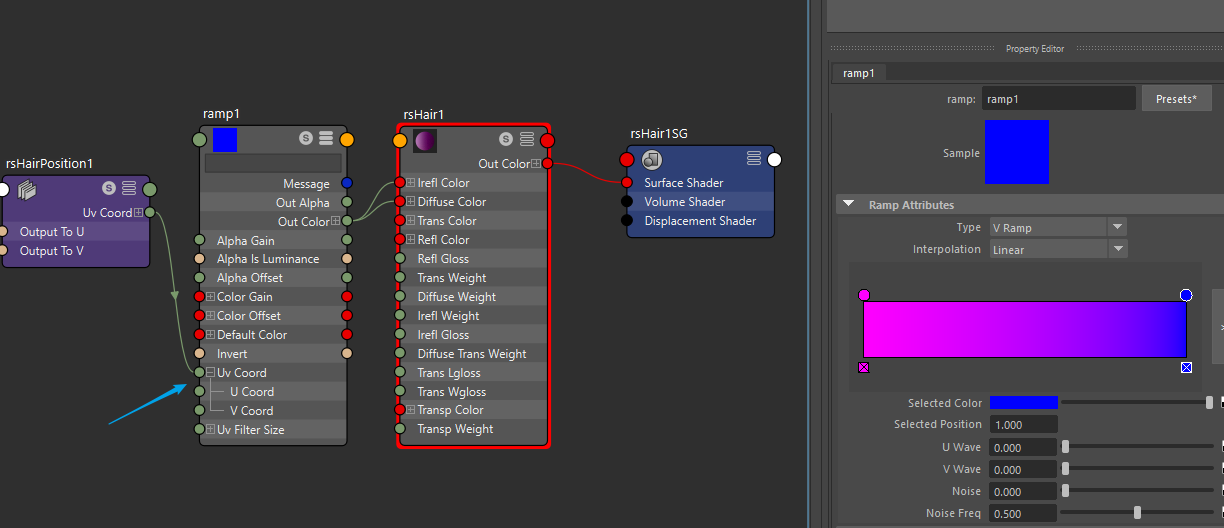 Property Editor
ramp1
ramp: ramp1 Presets*
Sample
Ramp Attributes
Type V Ramp
Interpolation Linear
Selected Color
Selected Position 1.000
U Wave 0.000
V Wave 0.000
Noise 0.000
Noise Freq 0.500
rsHairPosition1
S
Uv Coord
Output To U
Output To V
ramp1
S
Message
Out Alpha
Out Color
Alpha Gain
Alpha Is Luminance
Alpha Offset
Color Gain
Color Offset
Default Color
Invert
Uv Coord
U Coord
V Coord
Uv Filter Size
rsHair1
S
Out Color
Irefl Color
Diffuse Color
Trans Color
Refl Color
Refl Gloss
Trans Weight
Diffuse Weight
Irefl Weight
Irefl Gloss
Diffuse Trans Weight
Trans Lgloss
Trans Wgloss
Transp Color
Transp Weight
rsHair1SG
Surface Shader
Volume Shader
Displacement Shader